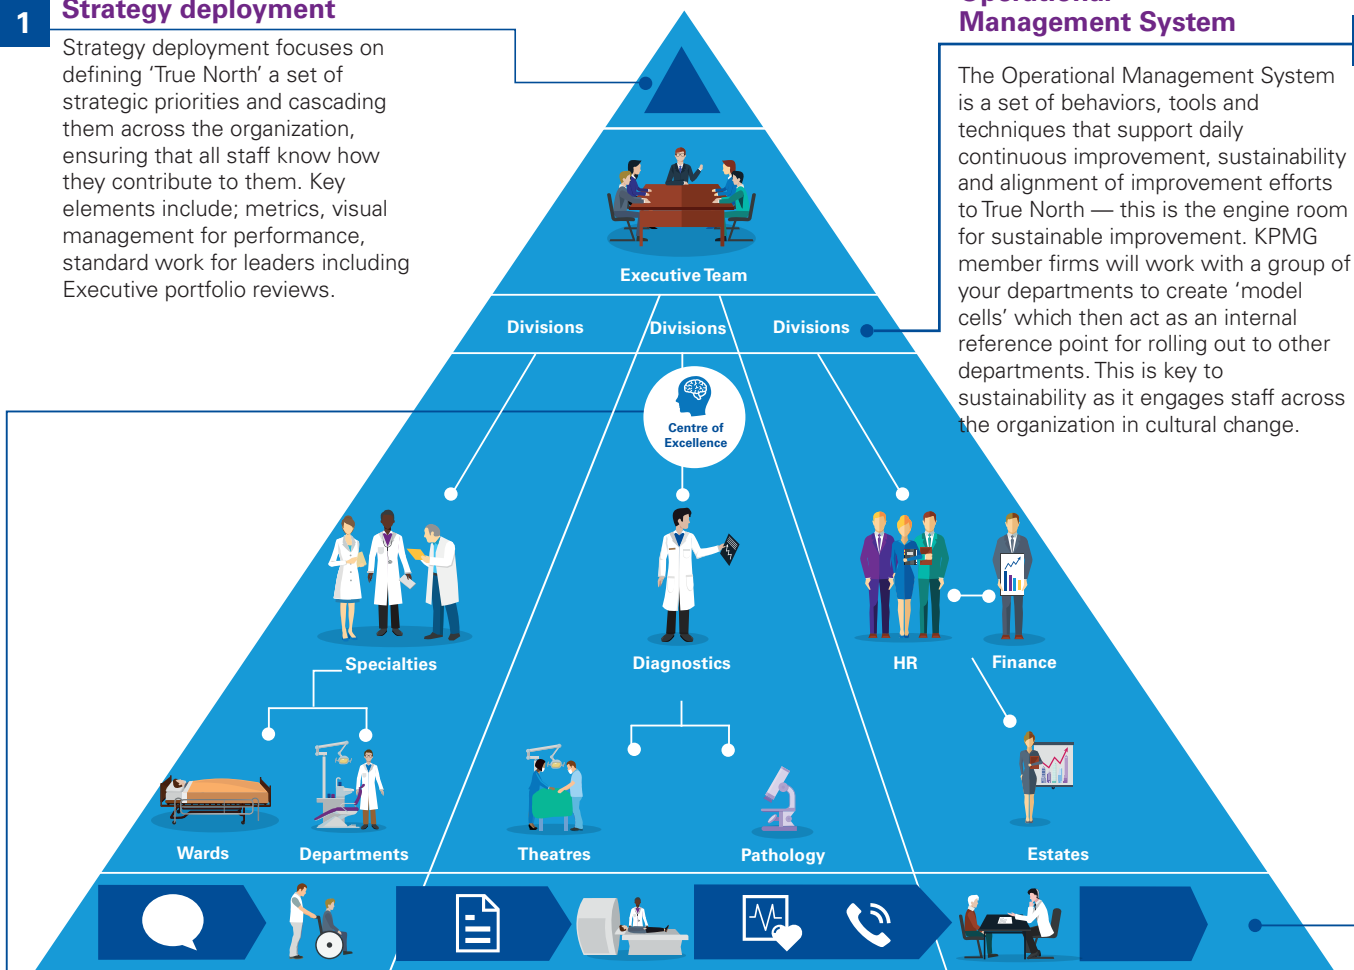 1
Strategy deployment
Strategy deployment focuses on
defining ‘True North’ a set of
strategic priorities and cascading
them across the organization,
ensuring that all staff know how
they contribute to them. Key
elements include; metrics, visual
management for performance,
standard work for leaders including
Executive portfolio reviews.
Operational
Management System
The Operational Management System
is a set of behaviors, tools and
techniques that support daily
continuous improvement, sustainability
and alignment of improvement efforts
to True North — this is the engine room
for sustainable improvement. KPMG
member firms will work with a group of
your departments to create ‘model
cells’ which then act as an internal
reference point for rolling out to other
departments. This is key to
sustainability as it engages staff across
the organization in cultural change.
Executive Team
Divisions
Divisions
Divisions
Centre of
Excellence
Specialties
Diagnostics
HR
Finance
Wards
Departments
Theatres
Pathology
Estates